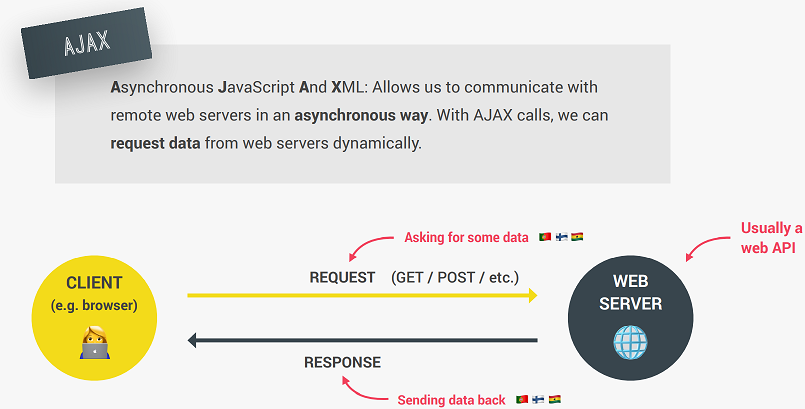 AJAX
Asynchronous JavaScript And XML: Allows us to communicate with
remote web servers in an asynchronous way. With AJAX calls, we can
request data from web servers dynamically.
Asking for some data
Usually a
web API
CLIENT
(e.g. browser)
REQUEST (GET / POST / etc.)
WEB
SERVER
RESPONSE
Sending data back